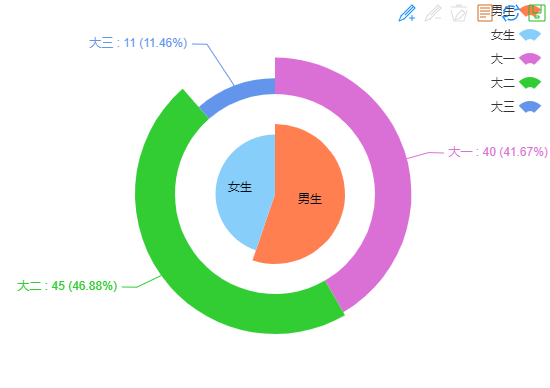 男生
女生
大一
大二
大三
大三 : 11 (11.46%)
大一 : 40 (41.67%)
女生
男生
大二 : 45 (46.88%)